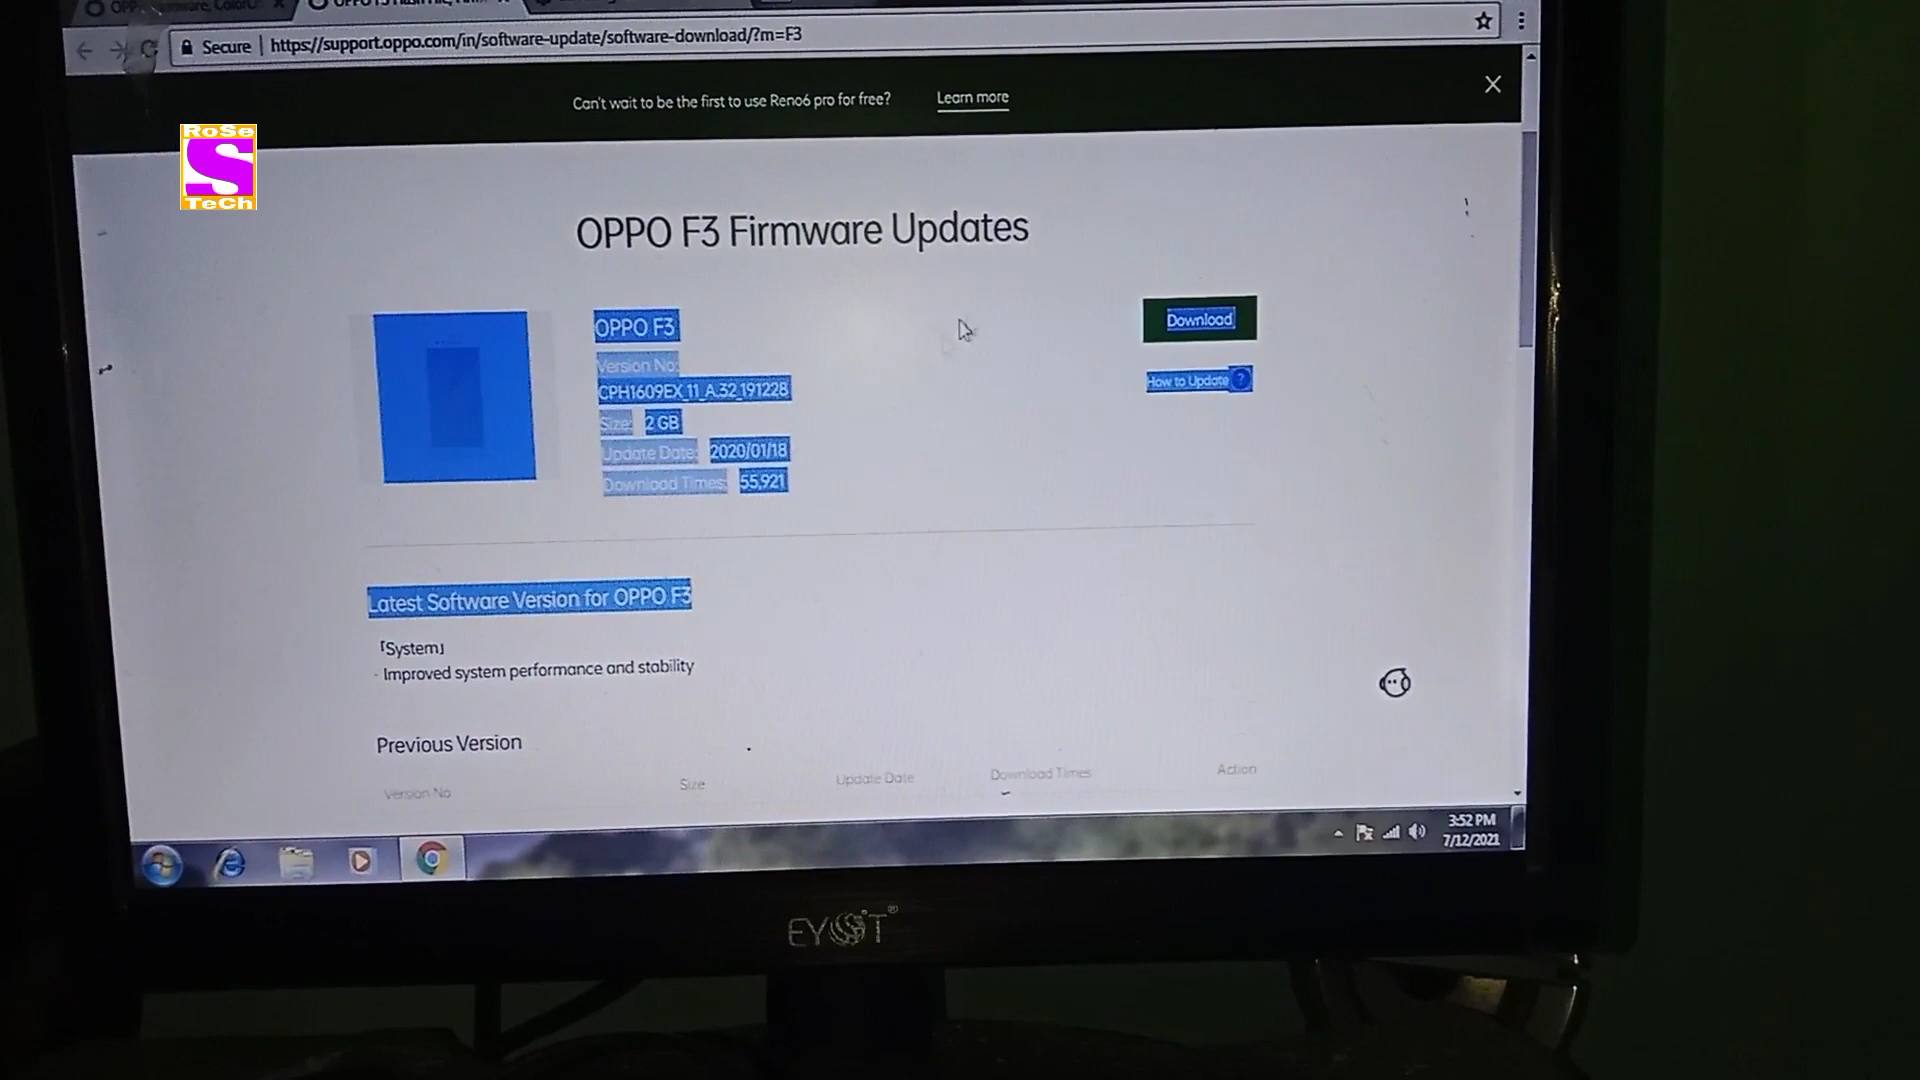 Secure | https://support.oppo.com/in/software-update/software-download/?m=F3
Can't wait to be the first to use Reno6 pro for free? Learn more
RoSe
S
TeCh
OPPO F3 Firmware Updates
OPPO F3
Download
Version No:
CPH1609EX_11_A.32_191228
How to Update ?
Size: 2 GB
Update Date: 2020/01/18
Download Times: 55,921
Latest Software Version for OPPO F3
「System」
- Improved system performance and stability
Previous Version
Version No Size Update Date Download Times Action
3:52 PM
7/12/2021
EYSOT®